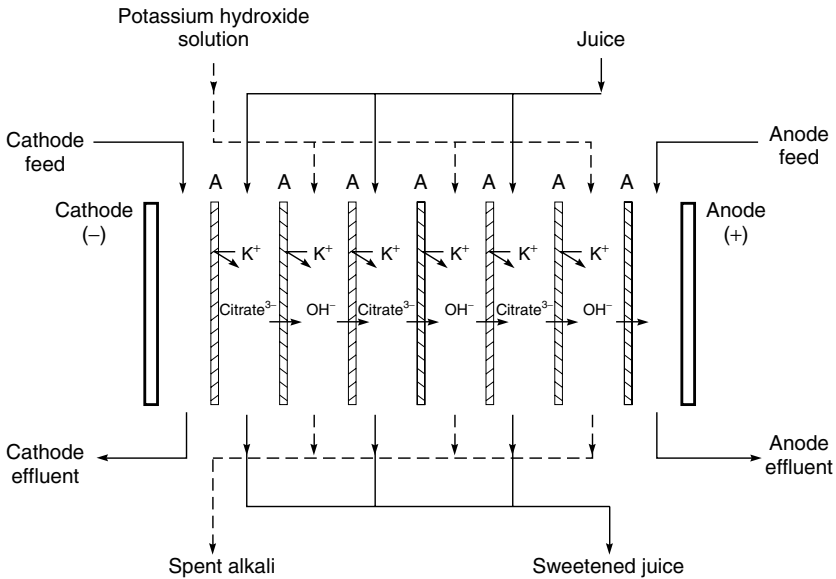 Potassium hydroxide
solution
Juice
Cathode
feed
Anode
feed
A A A A A A A
Cathode
(−)
Anode
(+)
K⁺ K⁺ K⁺ K⁺ K⁺ K⁺
Citrate³⁻ OH⁻ Citrate³⁻ OH⁻ Citrate³⁻ OH⁻
Cathode
effluent
Anode
effluent
Spent alkali
Sweetened juice